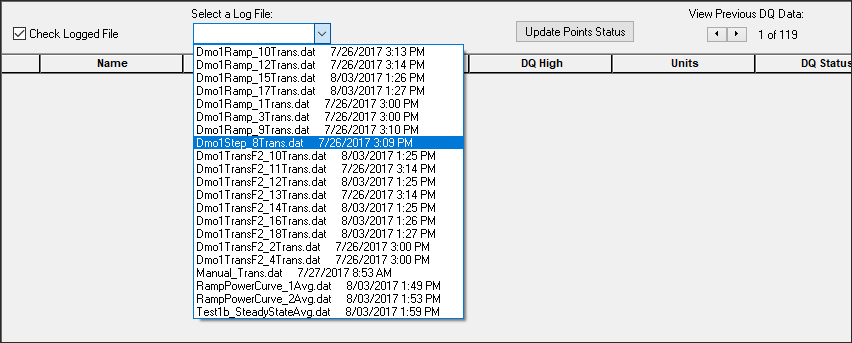 Select a Log File:
View Previous DQ Data:
Check Logged File
Update Points Status
1 of 119
Name
DQ High
Units
DQ Status
Dmo1Ramp_10Trans.dat 7/26/2017 3:13 PM
Dmo1Ramp_12Trans.dat 7/26/2017 3:14 PM
Dmo1Ramp_15Trans.dat 8/03/2017 1:26 PM
Dmo1Ramp_17Trans.dat 8/03/2017 1:27 PM
Dmo1Ramp_1Trans.dat 7/26/2017 3:00 PM
Dmo1Ramp_3Trans.dat 7/26/2017 3:00 PM
Dmo1Ramp_9Trans.dat 7/26/2017 3:10 PM
Dmo1Step_8Trans.dat 7/26/2017 3:09 PM
Dmo1TransF2_10Trans.dat 8/03/2017 1:25 PM
Dmo1TransF2_11Trans.dat 7/26/2017 3:14 PM
Dmo1TransF2_12Trans.dat 8/03/2017 1:25 PM
Dmo1TransF2_13Trans.dat 7/26/2017 3:14 PM
Dmo1TransF2_14Trans.dat 8/03/2017 1:25 PM
Dmo1TransF2_16Trans.dat 8/03/2017 1:26 PM
Dmo1TransF2_18Trans.dat 8/03/2017 1:27 PM
Dmo1TransF2_2Trans.dat 7/26/2017 3:00 PM
Dmo1TransF2_4Trans.dat 7/26/2017 3:00 PM
Manual_Trans.dat 7/27/2017 8:53 AM
RampPowerCurve_1Avg.dat 8/03/2017 1:49 PM
RampPowerCurve_2Avg.dat 8/03/2017 1:53 PM
Test1b_SteadyStateAvg.dat 8/03/2017 1:59 PM